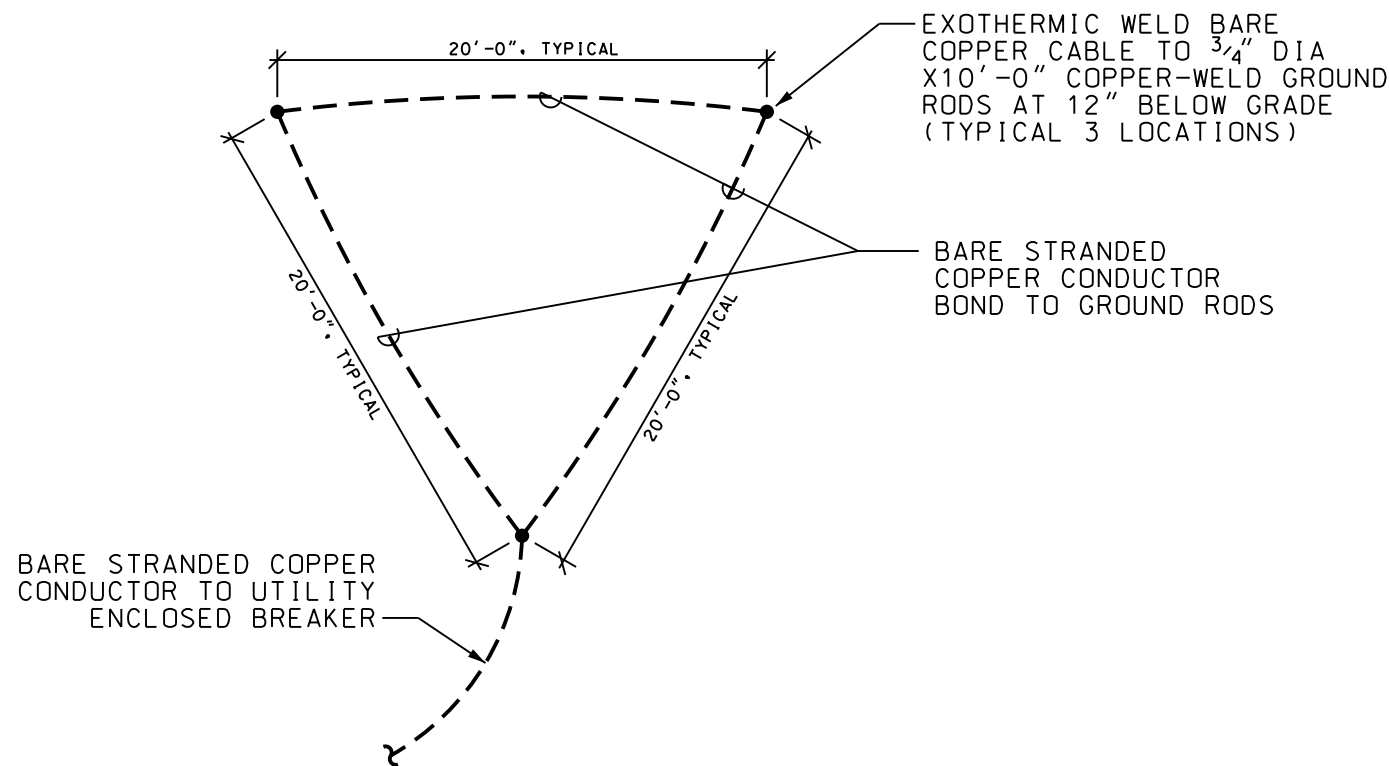 20'-0", TYPICAL
EXOTHERMIC WELD BARE
COPPER CABLE TO 3/4" DIA
X10'-0" COPPER-WELD GROUND
RODS AT 12" BELOW GRADE
(TYPICAL 3 LOCATIONS)
BARE STRANDED
COPPER CONDUCTOR
BOND TO GROUND RODS
20'-0", TYPICAL
20'-0", TYPICAL
BARE STRANDED COPPER
CONDUCTOR TO UTILITY
ENCLOSED BREAKER